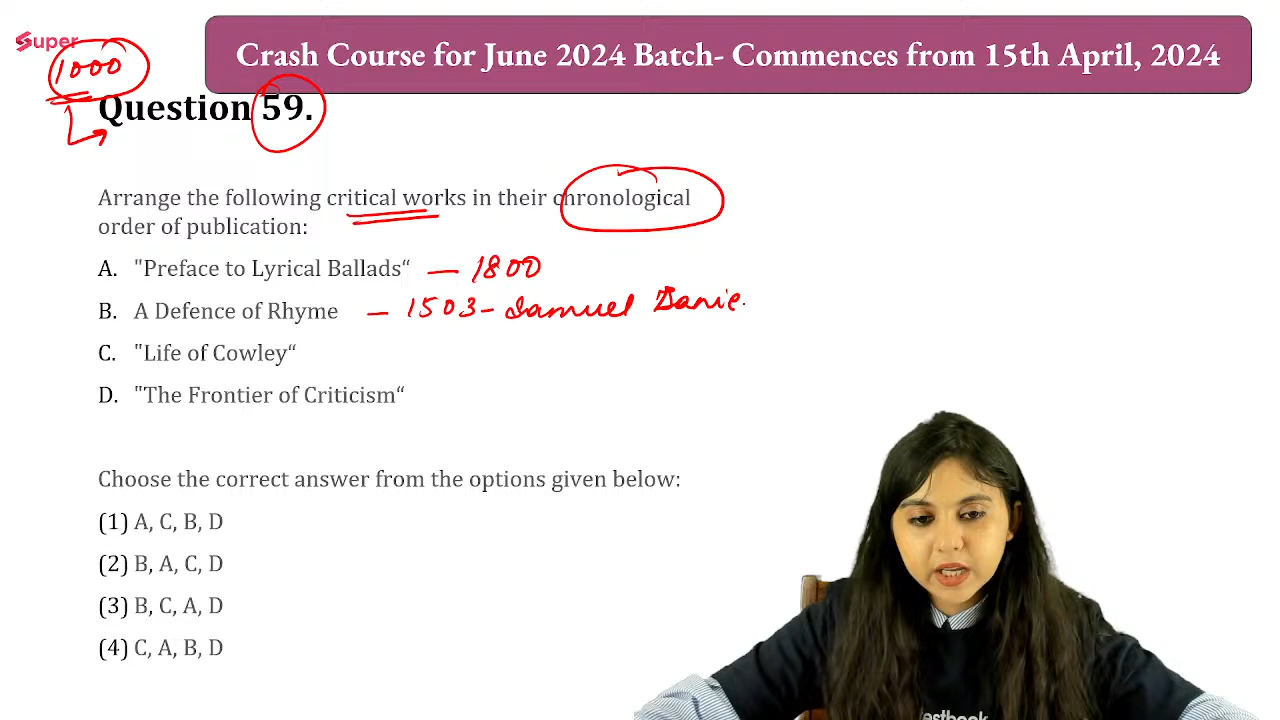 Super
Crash Course for June 2024 Batch- Commences from 15th April, 2024
1000
Question 59.
Arrange the following critical works in their chronological
order of publication:
A. "Preface to Lyrical Ballads“ — 1800
B. A Defence of Rhyme — 1503 - Samuel Danie.
C. "Life of Cowley“
D. "The Frontier of Criticism“
Choose the correct answer from the options given below:
(1) A, C, B, D
(2) B, A, C, D
(3) B, C, A, D
(4) C, A, B, D
testbook